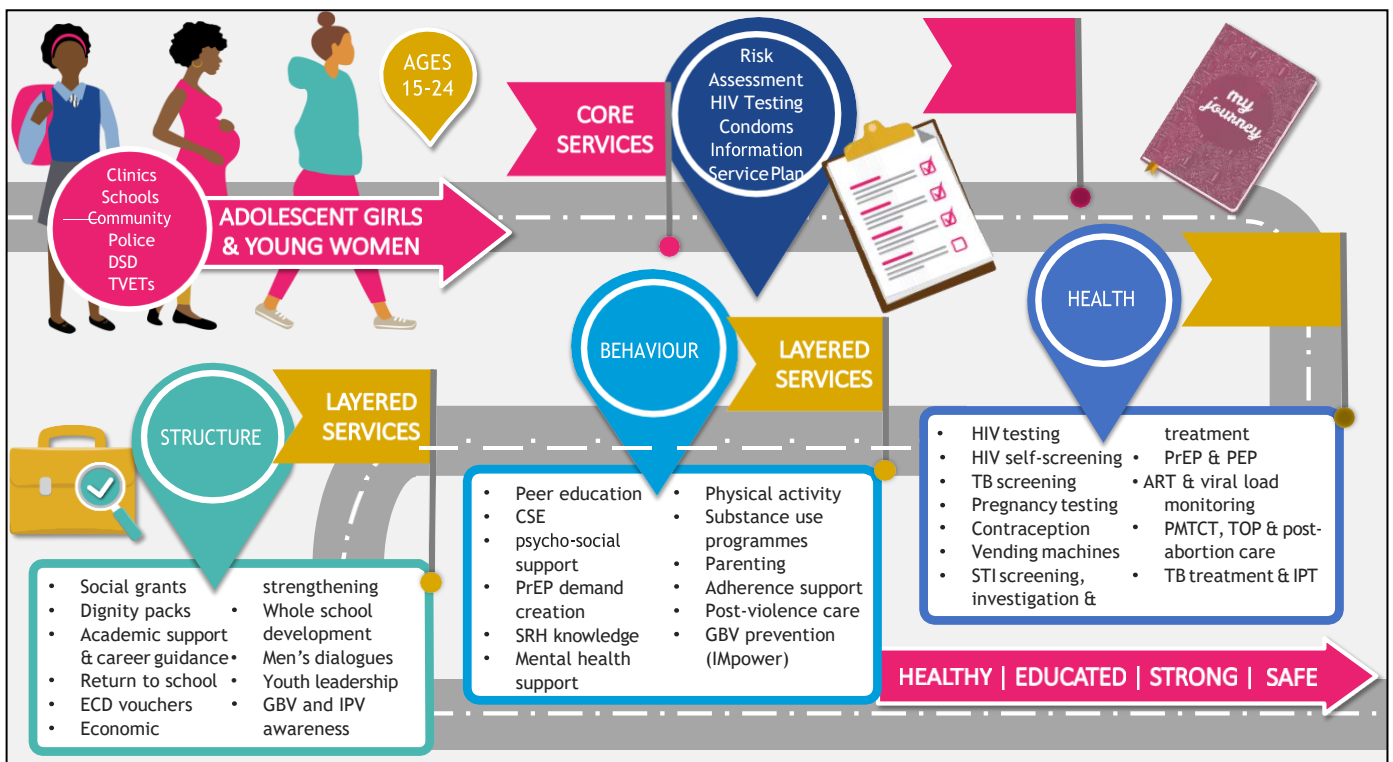 AGES
15-24
Clinics
Schools
Community
Police
DSD
TVETs
ADOLESCENT GIRLS
& YOUNG WOMEN
CORE
SERVICES
Risk
Assessment
HIV Testing
Condoms
Information
Service Plan
my
journey
HEALTH
HIV testing
HIV self-screening
TB screening
Pregnancy testing
Contraception
Vending machines
STI screening,
investigation &
treatment
PrEP & PEP
ART & viral load
monitoring
PMTCT, TOP & post-
abortion care
TB treatment & IPT
BEHAVIOUR
LAYERED
SERVICES
Peer education
CSE
psycho-social
support
PrEP demand
creation
SRH knowledge
Mental health
support
Physical activity
Substance use
programmes
Parenting
Adherence support
Post-violence care
GBV prevention
(IMpower)
STRUCTURE
LAYERED
SERVICES
Social grants
Dignity packs
Academic support
& career guidance
Return to school
ECD vouchers
Economic
strengthening
Whole school
development
Men's dialogues
Youth leadership
GBV and IPV
awareness
HEALTHY | EDUCATED | STRONG | SAFE